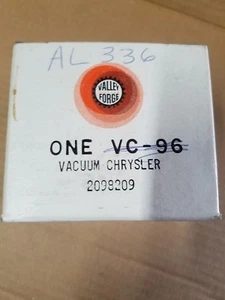 AL 336
VALLEY
FORGE
ONE VC-96
VACUUM CHRYSLER
2098209